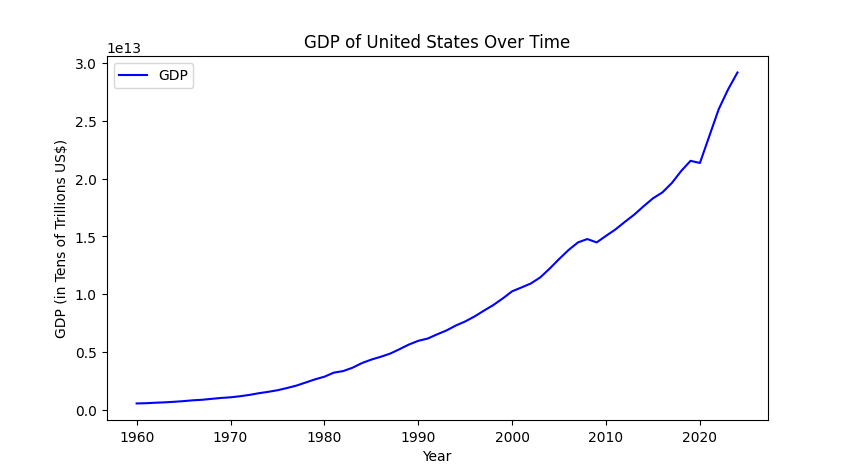 GDP of United States Over Time
1e13
GDP
3.0
2.5
2.0
1.5
1.0
0.5
0.0
GDP (in Tens of Trillions US$)
1960 1970 1980 1990 2000 2010 2020
Year